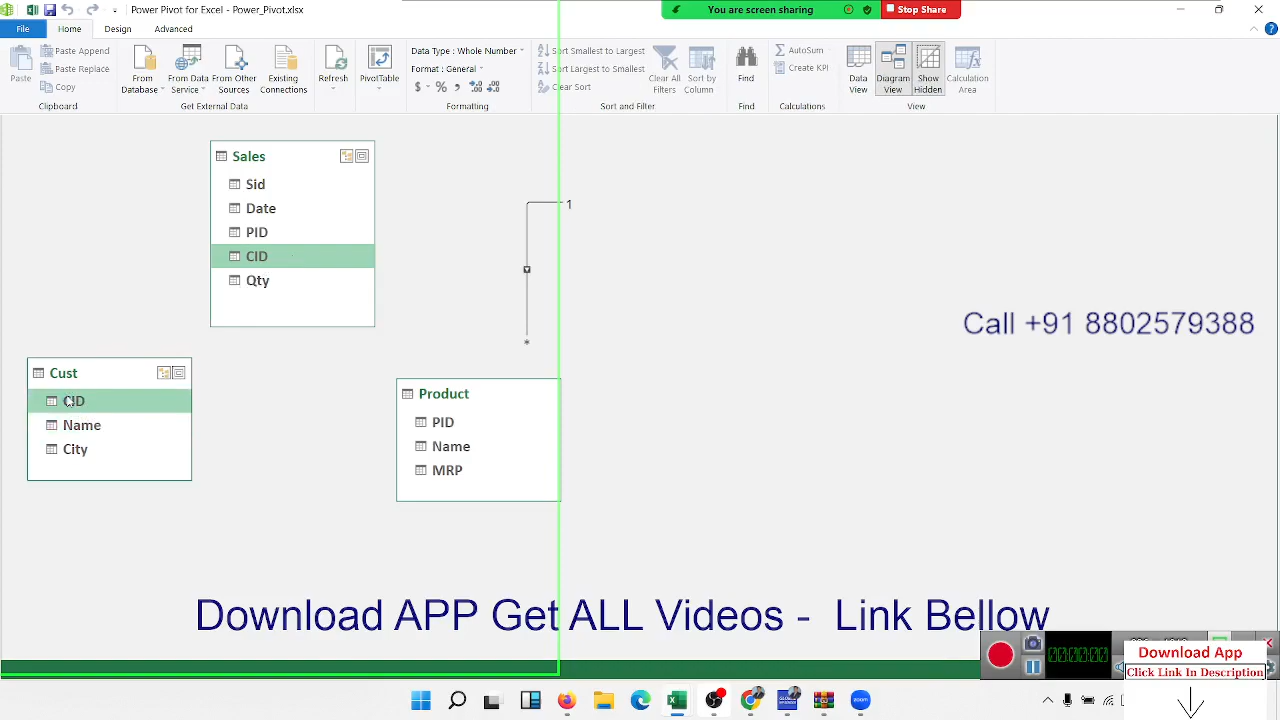 Power Pivot for Excel - Power_Pivot.xlsx
You are screen sharing
Stop Share
File
Home
Design
Advanced
Paste
Paste Append
Paste Replace
Copy
Clipboard
From Database
From Data Service
From Other Sources
Existing Connections
Get External Data
Refresh
PivotTable
Data Type : Whole Number
Format : General
$ % ,
Formatting
Sort Smallest to Largest
Sort Largest to Smallest
Clear Sort
Clear All Filters
Sort by Column
Sort and Filter
Find
Find
AutoSum
Create KPI
Calculations
Data View
Diagram View
Show Hidden
Calculation Area
View
Sales
Sid
Date
PID
CID
Qty
1
*
Call +91 8802579388
Cust
CID
Name
City
Product
PID
Name
MRP
Download APP Get ALL Videos - Link Bellow
Download App
Click Link In Description
zoom